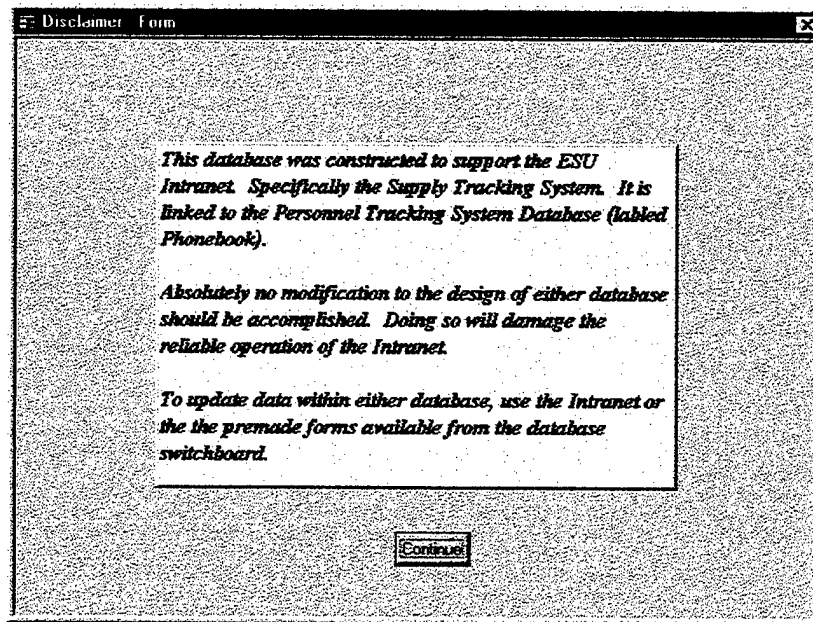 Disclaimer : Form
This database was constructed to support the ESU
Intranet. Specifically the Supply Tracking System. It is
linked to the Personnel Tracking System Database (labled
Phonebook).
Absolutely no modification to the design of either database
should be accomplished. Doing so will damage the
reliable operation of the Intranet.
To update data within either database, use the Intranet or
the the premade forms available from the database
switchboard.
Continue